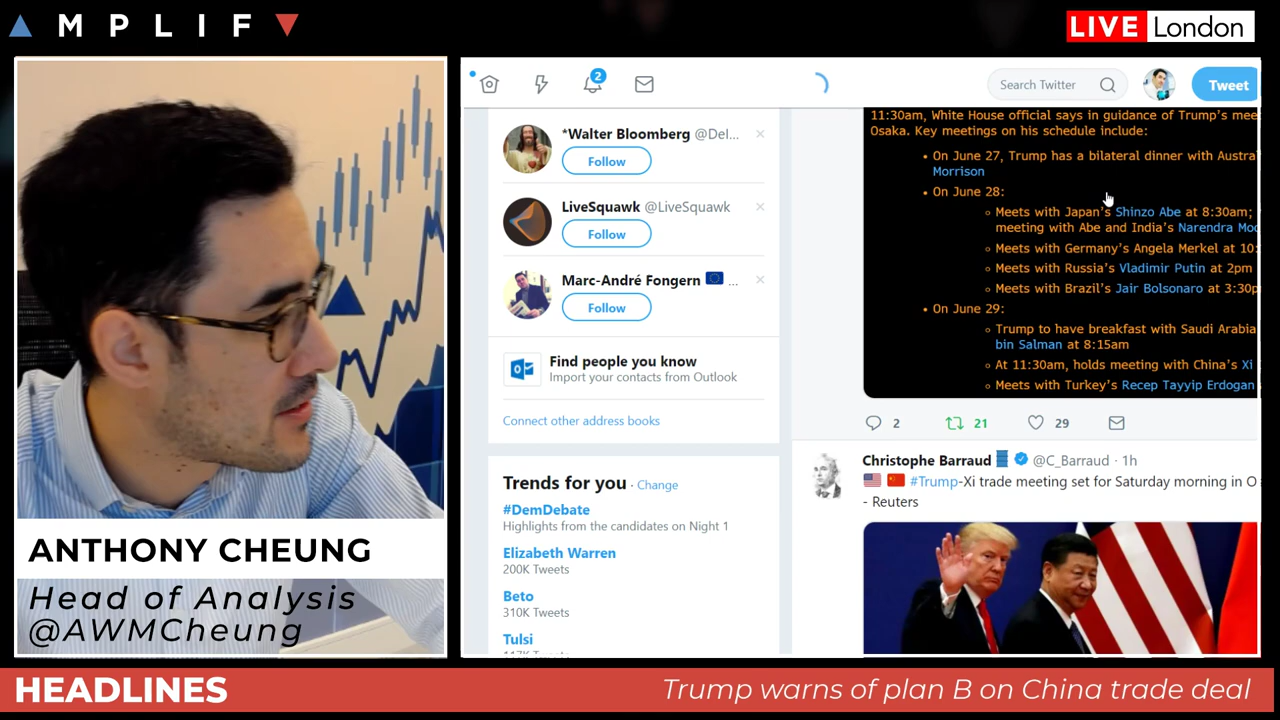 MPLIF
LIVE London
ANTHONY CHEUNG
Head of Analysis
@AWMCheung
2
Search Twitter
Tweet
*Walter Bloomberg @Del...
Follow
LiveSquawk @LiveSquawk
Follow
Marc-André Fongern ...
Follow
Find people you know
Import your contacts from Outlook
Connect other address books
Trends for you · Change
#DemDebate
Highlights from the candidates on Night 1
Elizabeth Warren
200K Tweets
Beto
310K Tweets
Tulsi
11:30am, White House official says in guidance of Trump's mee
Osaka. Key meetings on his schedule include:
• On June 27, Trump has a bilateral dinner with Austra
Morrison
• On June 28:
Meets with Japan's Shinzo Abe at 8:30am;
meeting with Abe and India's Narendra Mod
Meets with Germany's Angela Merkel at 10:
Meets with Russia's Vladimir Putin at 2pm
Meets with Brazil's Jair Bolsonaro at 3:30p
• On June 29:
Trump to have breakfast with Saudi Arabia
bin Salman at 8:15am
At 11:30am, holds meeting with China's Xi
Meets with Turkey's Recep Tayyip Erdogan
2 21 29
Christophe Barraud @C_Barraud · 1h
#Trump-Xi trade meeting set for Saturday morning in O
- Reuters
HEADLINES
Trump warns of plan B on China trade deal